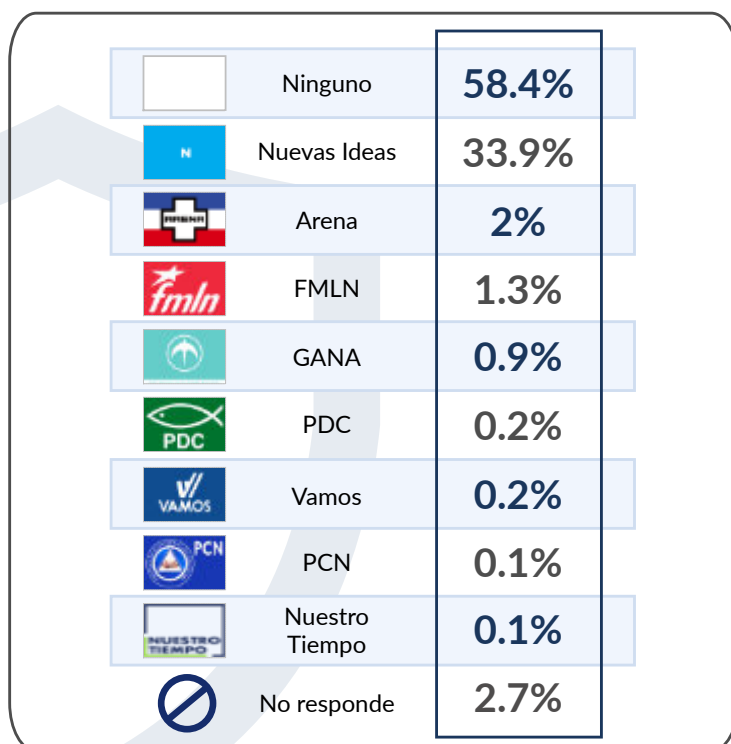 Ninguno 58.4%
N Nuevas Ideas 33.9%
ARENA Arena 2%
fmln FMLN 1.3%
GANA 0.9%
PDC PDC 0.2%
VAMOS Vamos 0.2%
PCN PCN 0.1%
NUESTRO TIEMPO Nuestro Tiempo 0.1%
No responde 2.7%